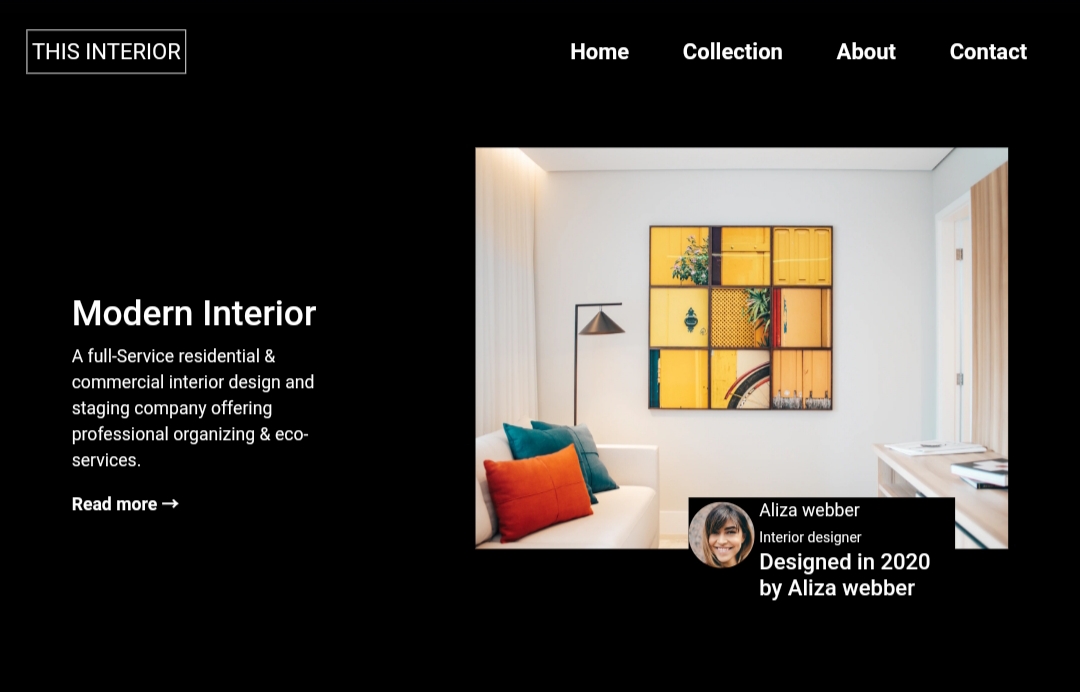 THIS INTERIOR
Home Collection About Contact
Modern Interior
A full-Service residential &
commercial interior design and
staging company offering
professional organizing & eco-
services.
Read more →
Aliza webber
Interior designer
Designed in 2020
by Aliza webber